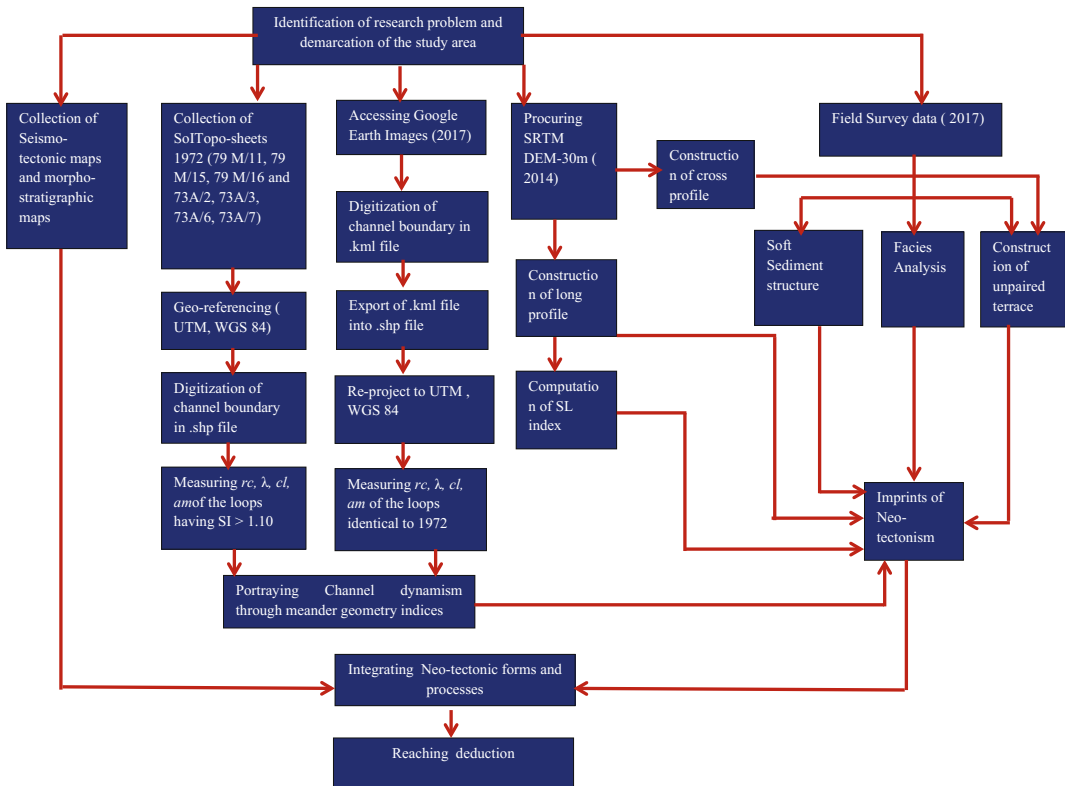 Identification of research problem and
demarcation of the study area
Collection of
Seismo-
tectonic maps
and morpho-
stratigraphic
maps
Collection of
SoITopo-sheets
1972 (79 M/11, 79
M/15, 79 M/16 and
73A/2, 73A/3,
73A/6, 73A/7)
Geo-referencing (
UTM, WGS 84)
Digitization of
channel boundary
in .shp file
Measuring rc, λ, cl,
amof the loops
having SI > 1.10
Accessing Google
Earth Images (2017)
Digitization of
channel boundary in
.kml file
Export of .kml file
into .shp file
Re-project to UTM ,
WGS 84
Measuring rc, λ, cl,
am of the loops
identical to 1972
Portraying Channel dynamism
through meander geometry indices
Procuring
SRTM
DEM-30m (
2014)
Constructio
n of cross
profile
Constructio
n of long
profile
Computatio
n of SL
index
Field Survey data ( 2017)
Soft
Sediment
structure
Facies
Analysis
Construct
ion of
unpaired
terrace
Imprints of
Neo-
tectonism
Integrating Neo-tectonic forms and
processes
Reaching deduction